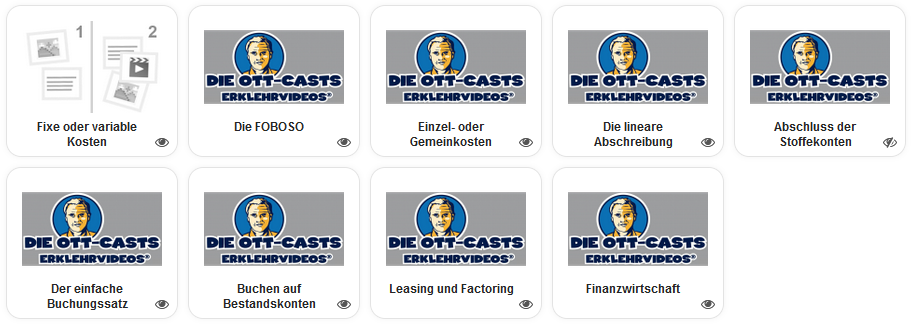 1 2
Fixe oder variable
Kosten
DIE OTT-CASTS
ERKLEHRVIDEOS®
Die FOBOSO
DIE OTT-CASTS
ERKLEHRVIDEOS®
Einzel- oder
Gemeinkosten
DIE OTT-CASTS
ERKLEHRVIDEOS®
Die lineare
Abschreibung
DIE OTT-CASTS
ERKLEHRVIDEOS®
Abschluss der
Stoffekonten
DIE OTT-CASTS
ERKLEHRVIDEOS®
Der einfache
Buchungssatz
DIE OTT-CASTS
ERKLEHRVIDEOS®
Buchen auf
Bestandskonten
DIE OTT-CASTS
ERKLEHRVIDEOS®
Leasing und Factoring
DIE OTT-CASTS
ERKLEHRVIDEOS®
Finanzwirtschaft